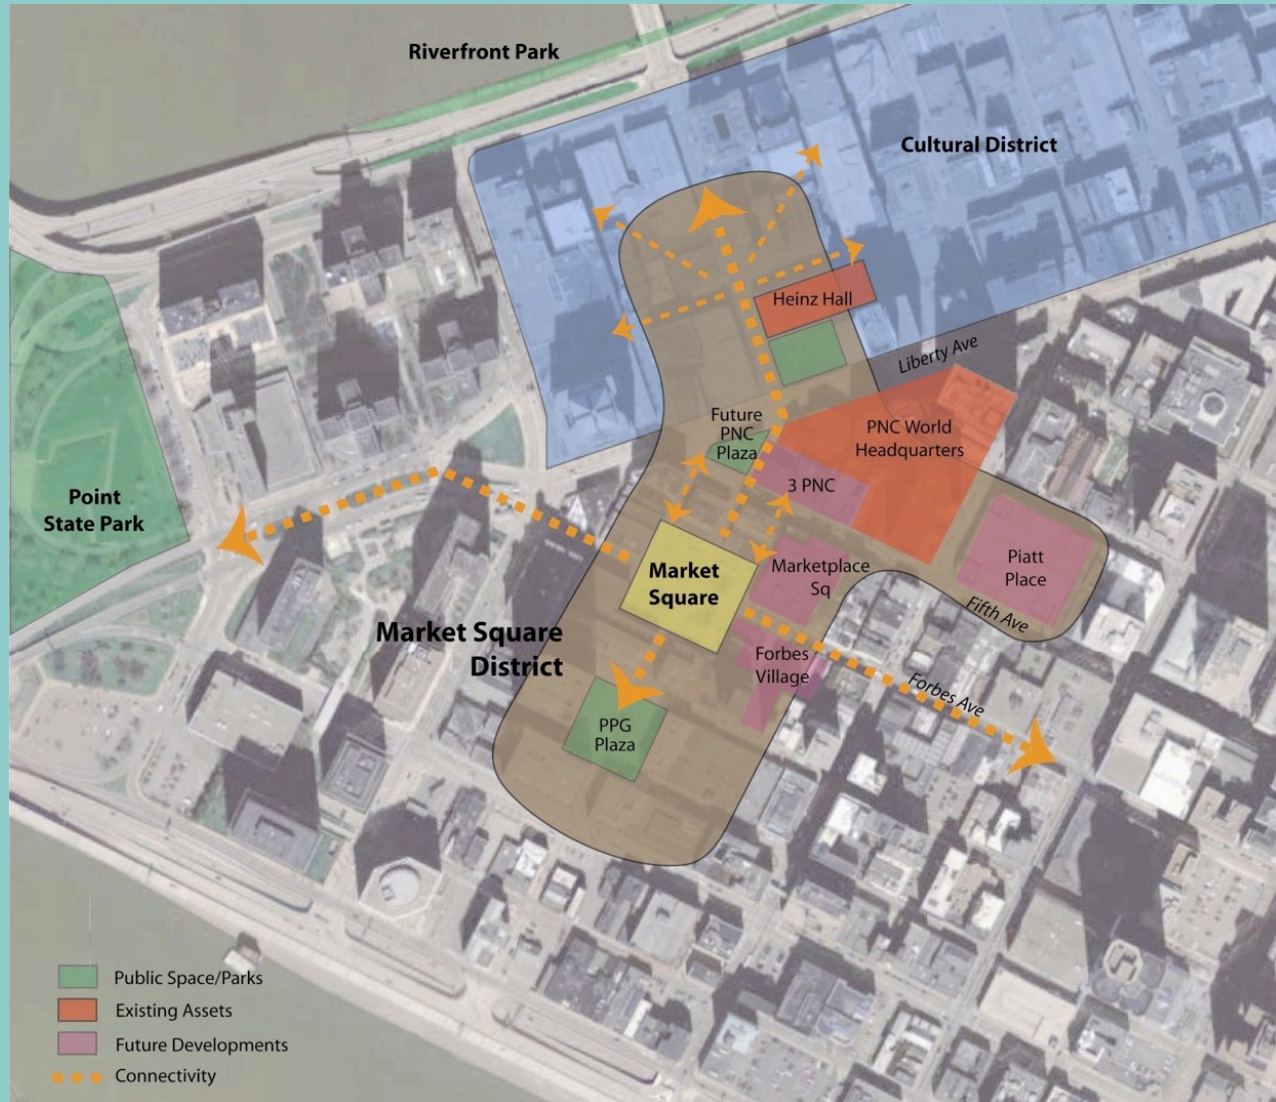 Riverfront Park
Cultural District
Heinz Hall
Liberty Ave
Future
PNC
Plaza
PNC World
Headquarters
3 PNC
Point
State Park
Market
Square
Marketplace
Sq
Piatt
Place
Fifth Ave
Market Square
District
Forbes
Village
Forbes Ave
PPG
Plaza
Public Space/Parks
Existing Assets
Future Developments
Connectivity